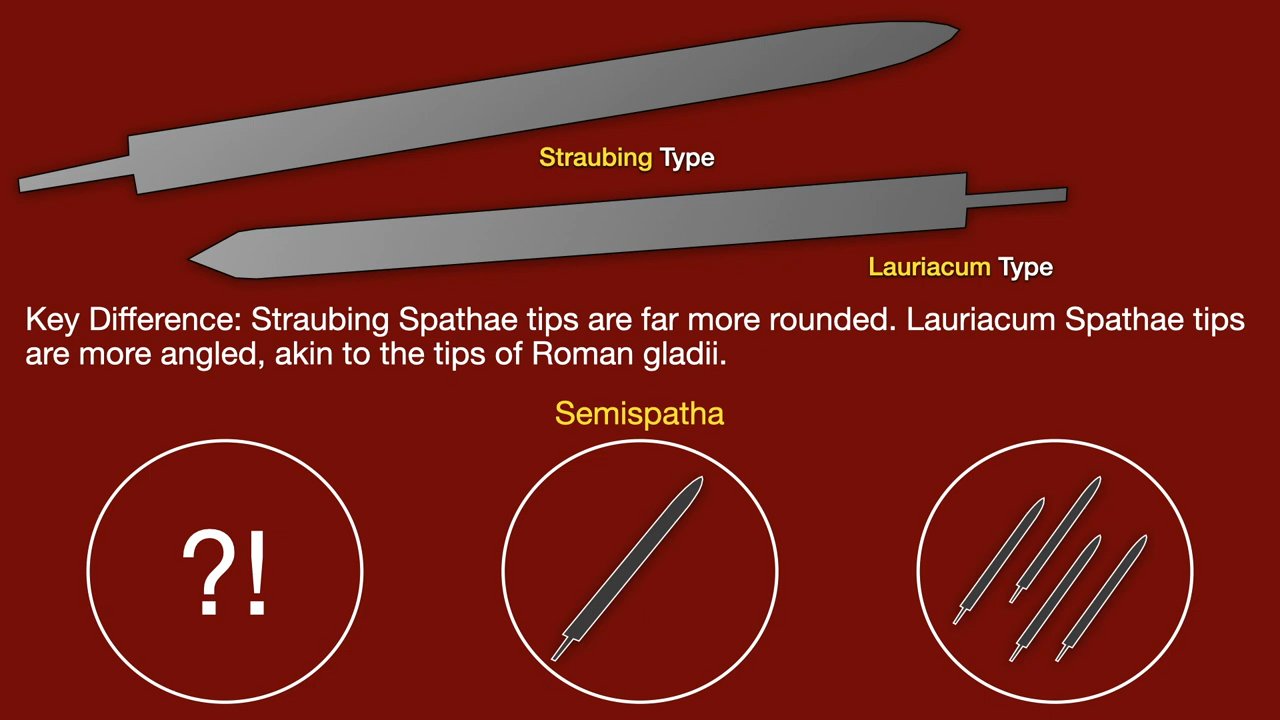 Straubing Type
Lauriacum Type
Key Difference: Straubing Spathae tips are far more rounded. Lauriacum Spathae tips
are more angled, akin to the tips of Roman gladii.
Semispatha
?!